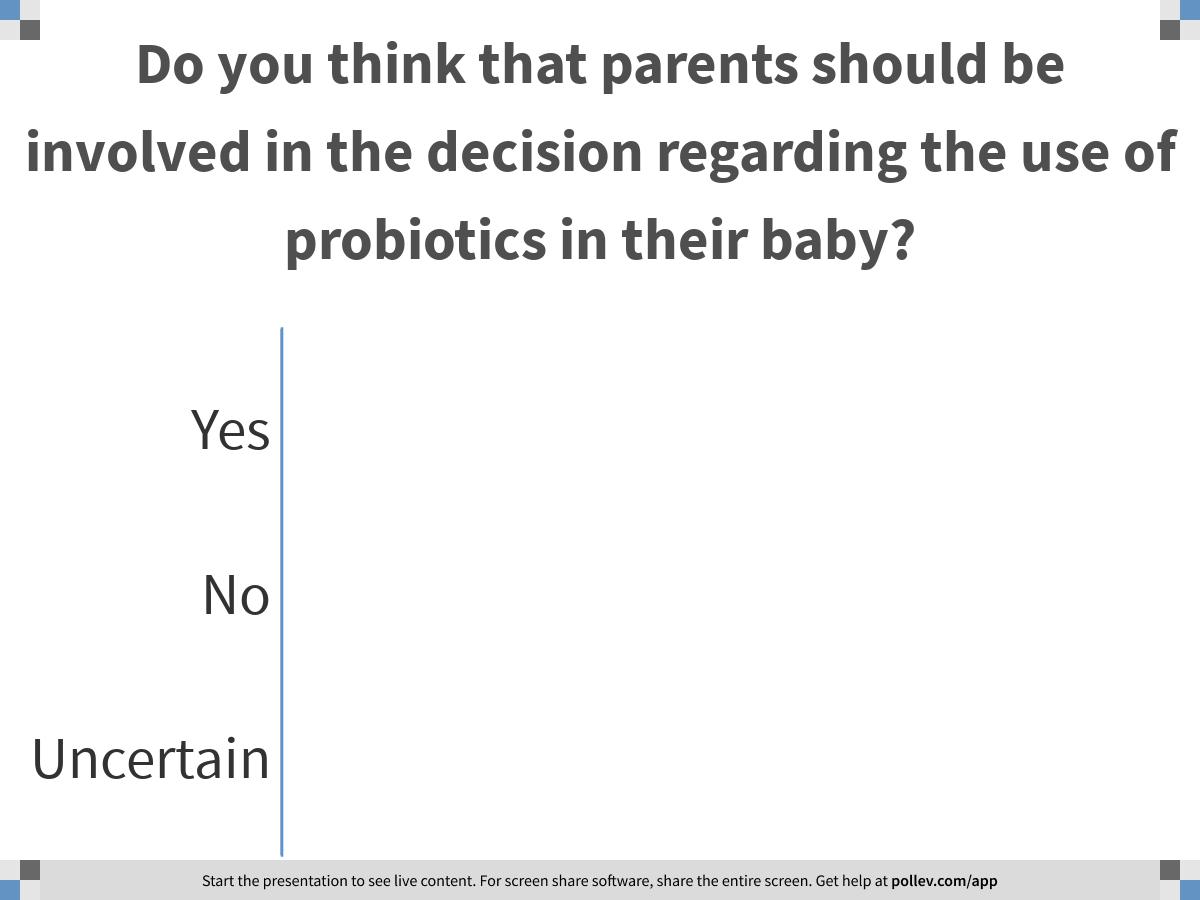 Do you think that parents should be
involved in the decision regarding the use of
probiotics in their baby?
Yes
No
Uncertain
Start the presentation to see live content. For screen share software, share the entire screen. Get help at pollev.com/app